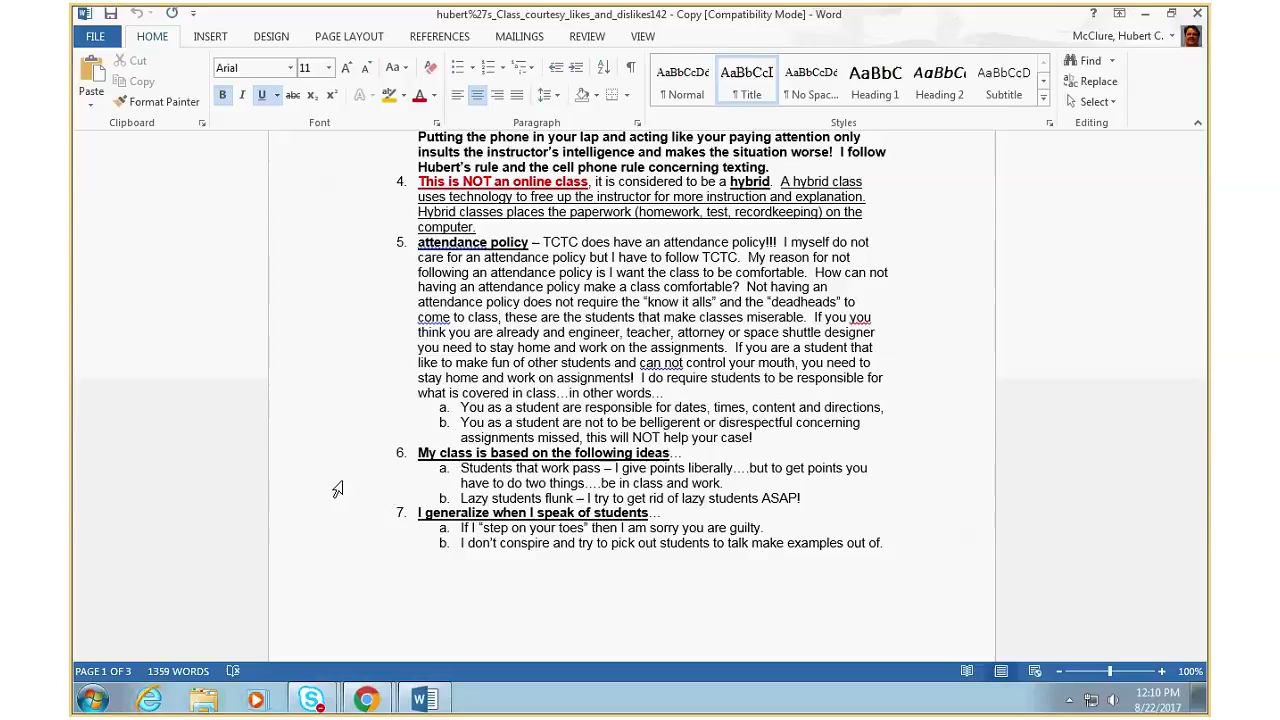 hubert%27s_Class_courtesy_likes_and_dislikes142 - Copy [Compatibility Mode] - Word
FILE HOME INSERT DESIGN PAGE LAYOUT REFERENCES MAILINGS REVIEW VIEW McClure, Hubert C.
Paste Cut Copy Format Painter
Arial 11
AaBbCcDc AaBbCcI AaBbCcDc AaBbC AaBbCc AaBbCcD
¶ Normal ¶ Title ¶ No Spac... Heading 1 Heading 2 Subtitle
Find Replace Select
Clipboard Font Paragraph Styles Editing
Putting the phone in your lap and acting like your paying attention only
insults the instructor's intelligence and makes the situation worse! I follow
Hubert's rule and the cell phone rule concerning texting.
4. This is NOT an online class, it is considered to be a hybrid. A hybrid class
uses technology to free up the instructor for more instruction and explanation.
Hybrid classes places the paperwork (homework, test, recordkeeping) on the
computer.
5. attendance policy – TCTC does have an attendance policy!!! I myself do not
care for an attendance policy but I have to follow TCTC. My reason for not
following an attendance policy is I want the class to be comfortable. How can not
having an attendance policy make a class comfortable? Not having an
attendance policy does not require the “know it alls” and the “deadheads” to
come to class, these are the students that make classes miserable. If you you
think you are already and engineer, teacher, attorney or space shuttle designer
you need to stay home and work on the assignments. If you are a student that
like to make fun of other students and can not control your mouth, you need to
stay home and work on assignments! I do require students to be responsible for
what is covered in class…in other words…
a. You as a student are responsible for dates, times, content and directions,
b. You as a student are not to be belligerent or disrespectful concerning
assignments missed, this will NOT help your case!
6. My class is based on the following ideas…
a. Students that work pass – I give points liberally….but to get points you
have to do two things….be in class and work.
b. Lazy students flunk – I try to get rid of lazy students ASAP!
7. I generalize when I speak of students…
a. If I “step on your toes” then I am sorry you are guilty.
b. I don't conspire and try to pick out students to talk make examples out of.
PAGE 1 OF 3 1359 WORDS 100%
12:10 PM
8/22/2017